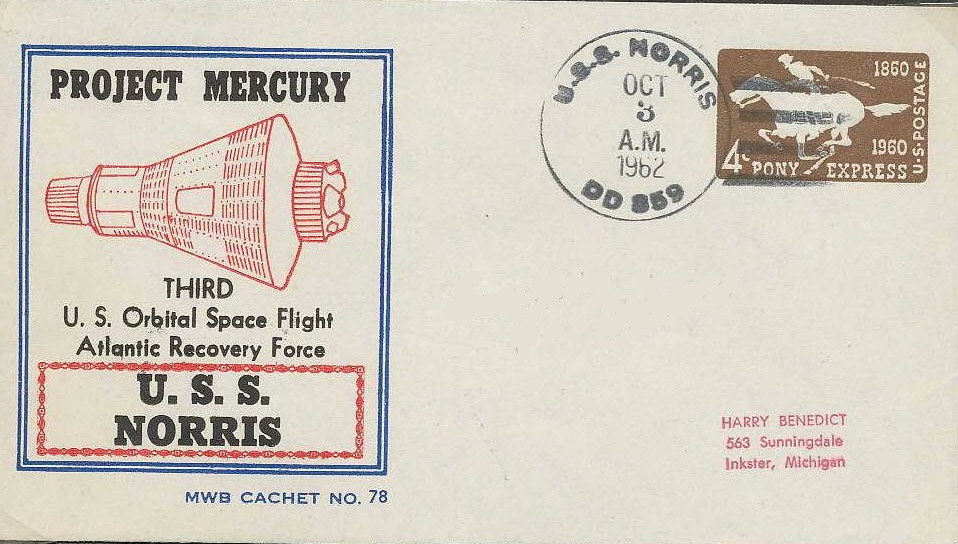 PROJECT MERCURY
THIRD
U. S. Orbital Space Flight
Atlantic Recovery Force
U. S. S.
NORRIS
MWB CACHET NO. 78
U.S.S. NORRIS
OCT
3
A.M.
1962
DD 859
1860
1960
U·S·POSTAGE
4c PONY EXPRESS
HARRY BENEDICT
563 Sunningdale
Inkster, Michigan